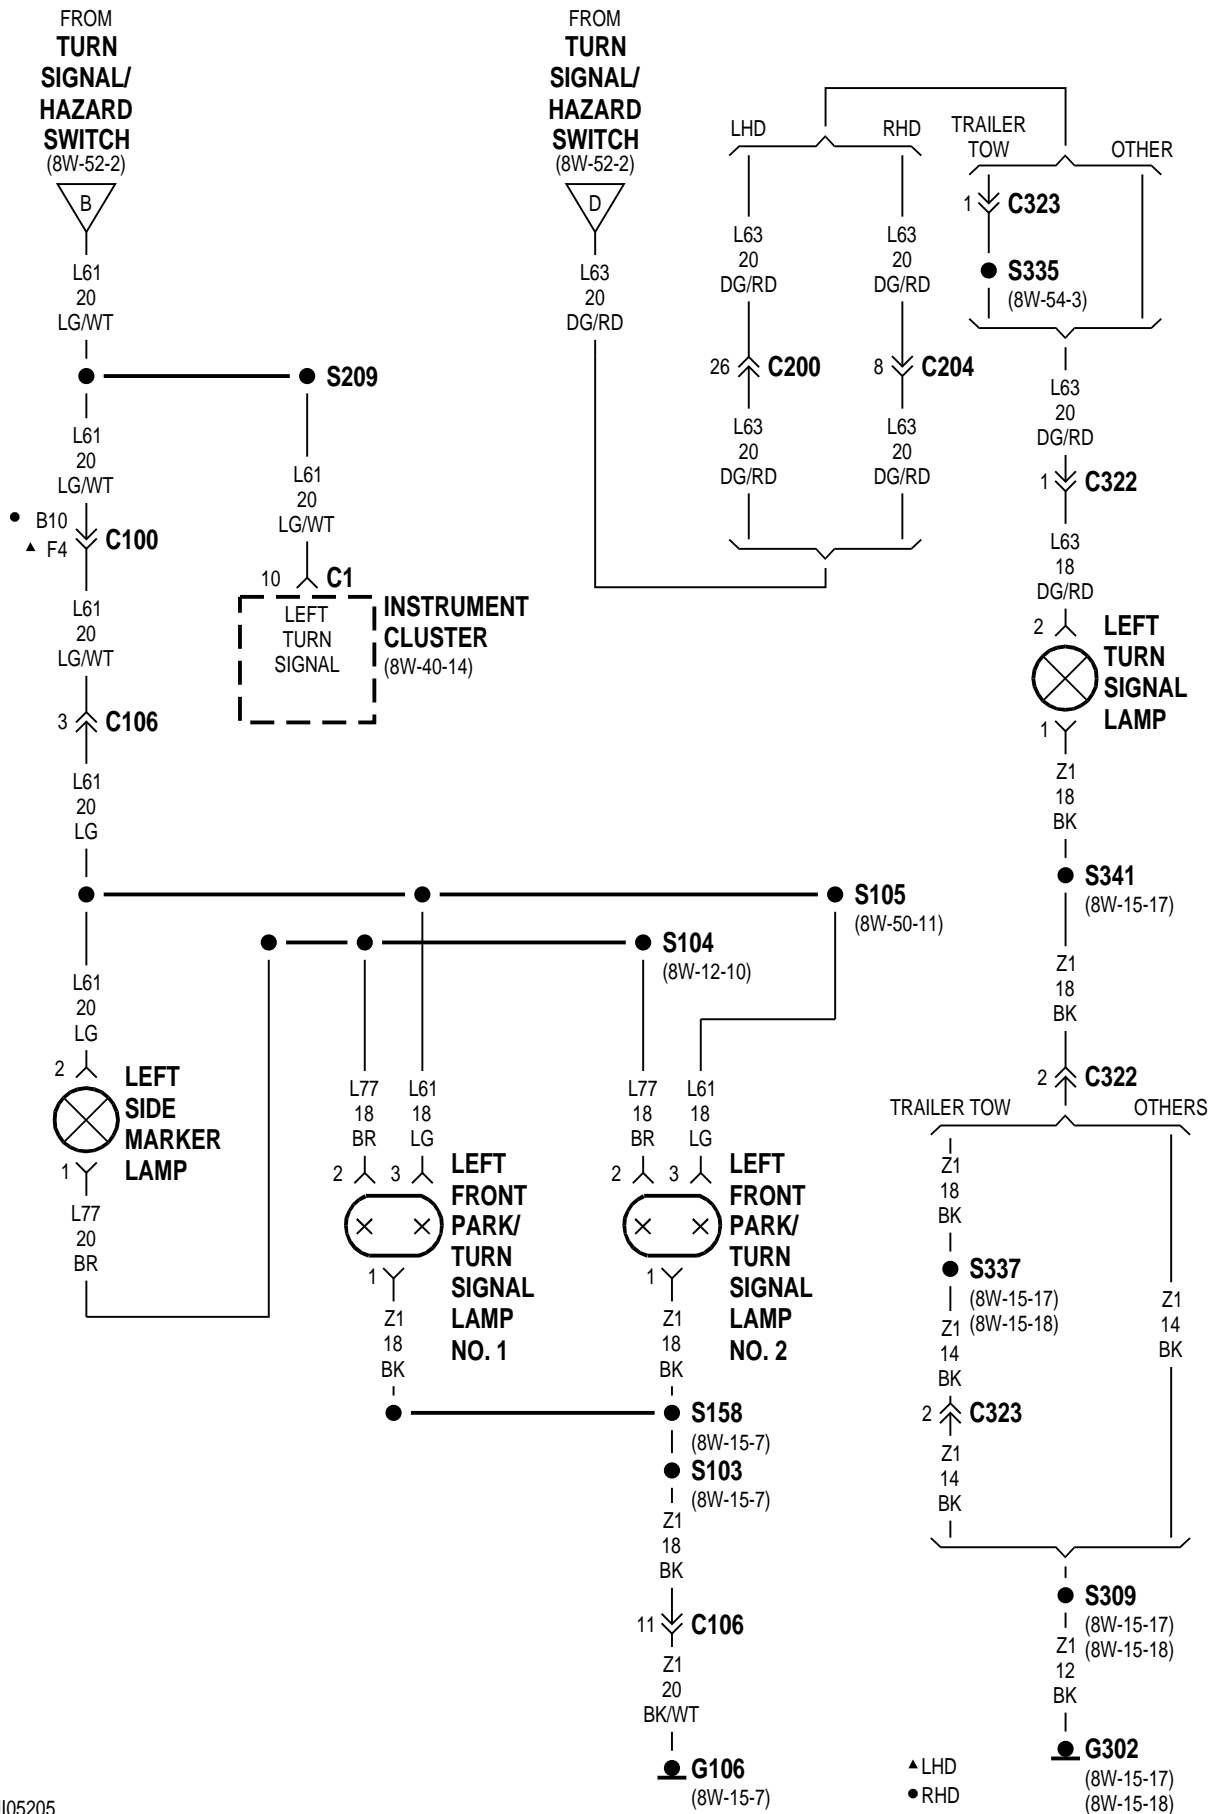 FROM
TURN
SIGNAL/
HAZARD
SWITCH
(8W-52-2)
B
L61
20
LG/WT
S209
L61
20
LG/WT
B10
F4
C100
L61
20
LG/WT
10
C1
LEFT
TURN
SIGNAL
INSTRUMENT
CLUSTER
(8W-40-14)
L61
20
LG/WT
3
C106
L61
20
LG
S105
(8W-50-11)
S104
(8W-12-10)
L61
20
LG
2
LEFT
SIDE
MARKER
LAMP
1
L77
20
BR
L77
18
BR
L61
18
LG
2
3
LEFT
FRONT
PARK/
TURN
SIGNAL
LAMP
NO. 1
1
Z1
18
BK
L77
18
BR
L61
18
LG
2
3
LEFT
FRONT
PARK/
TURN
SIGNAL
LAMP
NO. 2
1
Z1
18
BK
S158
(8W-15-7)
S103
(8W-15-7)
Z1
18
BK
11
C106
Z1
20
BK/WT
G106
(8W-15-7)
FROM
TURN
SIGNAL/
HAZARD
SWITCH
(8W-52-2)
D
L63
20
DG/RD
LHD
RHD
L63
20
DG/RD
L63
20
DG/RD
26
C200
8
C204
L63
20
DG/RD
L63
20
DG/RD
TRAILER
TOW
OTHER
1
C323
S335
(8W-54-3)
L63
20
DG/RD
1
C322
L63
18
DG/RD
2
LEFT
TURN
SIGNAL
LAMP
1
Z1
18
BK
S341
(8W-15-17)
Z1
18
BK
2
C322
TRAILER TOW
OTHERS
Z1
18
BK
S337
(8W-15-17)
(8W-15-18)
Z1
14
BK
Z1
14
BK
2
C323
Z1
14
BK
S309
(8W-15-17)
(8W-15-18)
Z1
12
BK
G302
(8W-15-17)
(8W-15-18)
▲LHD
●RHD